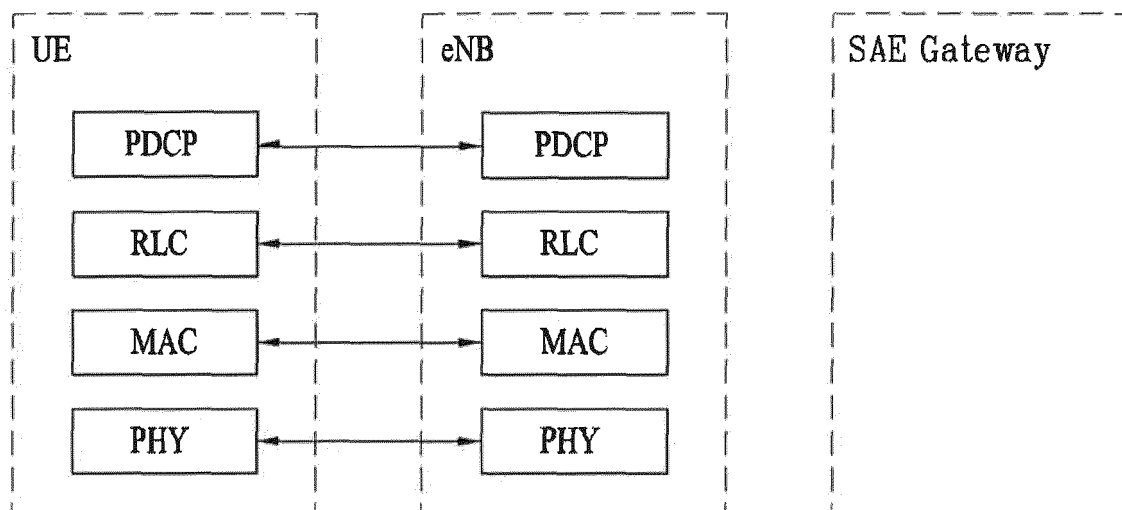 UE
eNB
SAE Gateway
PDCP
PDCP
RLC
RLC
MAC
MAC
PHY
PHY